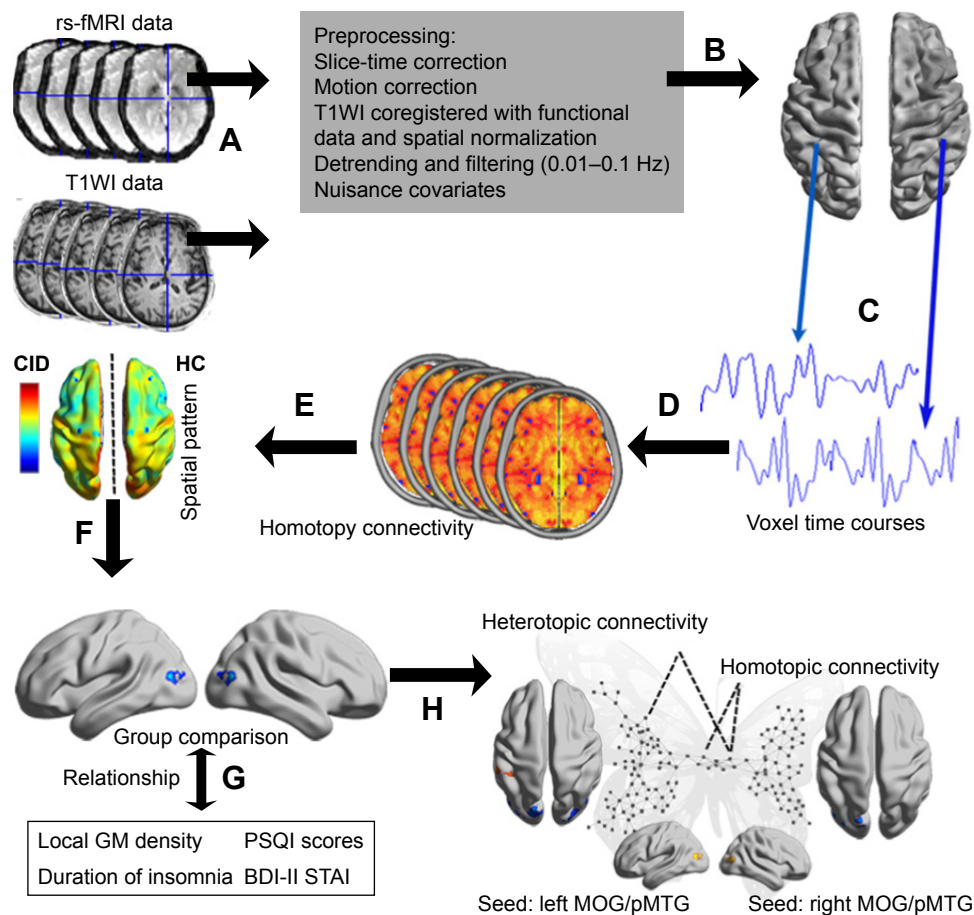 rs-fMRI data
A
T1WI data
Preprocessing:
Slice-time correction
Motion correction
T1WI coregistered with functional
data and spatial normalization
Detrending and filtering (0.01–0.1 Hz)
Nuisance covariates
B
C
Voxel time courses
D
Homotopy connectivity
E
CID
HC
Spatial pattern
F
Group comparison
Relationship
G
Local GM density
PSQI scores
Duration of insomnia
BDI-II STAI
H
Heterotopic connectivity
Homotopic connectivity
Seed: left MOG/pMTG
Seed: right MOG/pMTG